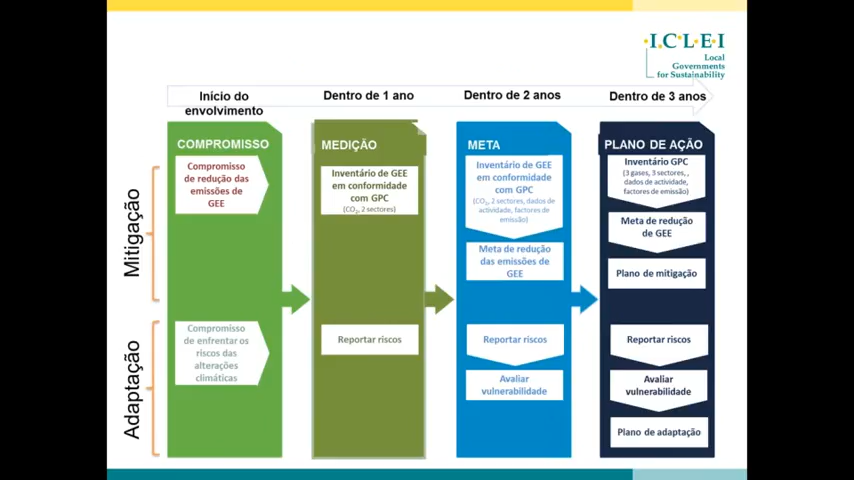 I.C.L.E.I
Local
Governments
for Sustainability
Início do
envolvimento
Dentro de 1 ano
Dentro de 2 anos
Dentro de 3 anos
COMPROMISSO
MEDIÇÃO
META
PLANO DE AÇÃO
Mitigação
Compromisso
de redução das
emissões de
GEE
Inventário de GEE
em conformidade
com GPC
(CO₂, 2 sectores)
Inventário de GEE
em conformidade
com GPC
(CO₂, 2 sectores, dados de
actividade, factores de
emissão)
Meta de redução
das emissões de
GEE
Inventário GPC
(3 gases, 3 sectores, ,
dados de actividade,
factores de emissão)
Meta de redução
de GEE
Plano de mitigação
Adaptação
Compromisso
de enfrentar os
riscos das
alterações
climáticas
Reportar riscos
Reportar riscos
Avaliar
vulnerabilidade
Reportar riscos
Avaliar
vulnerabilidade
Plano de adaptação